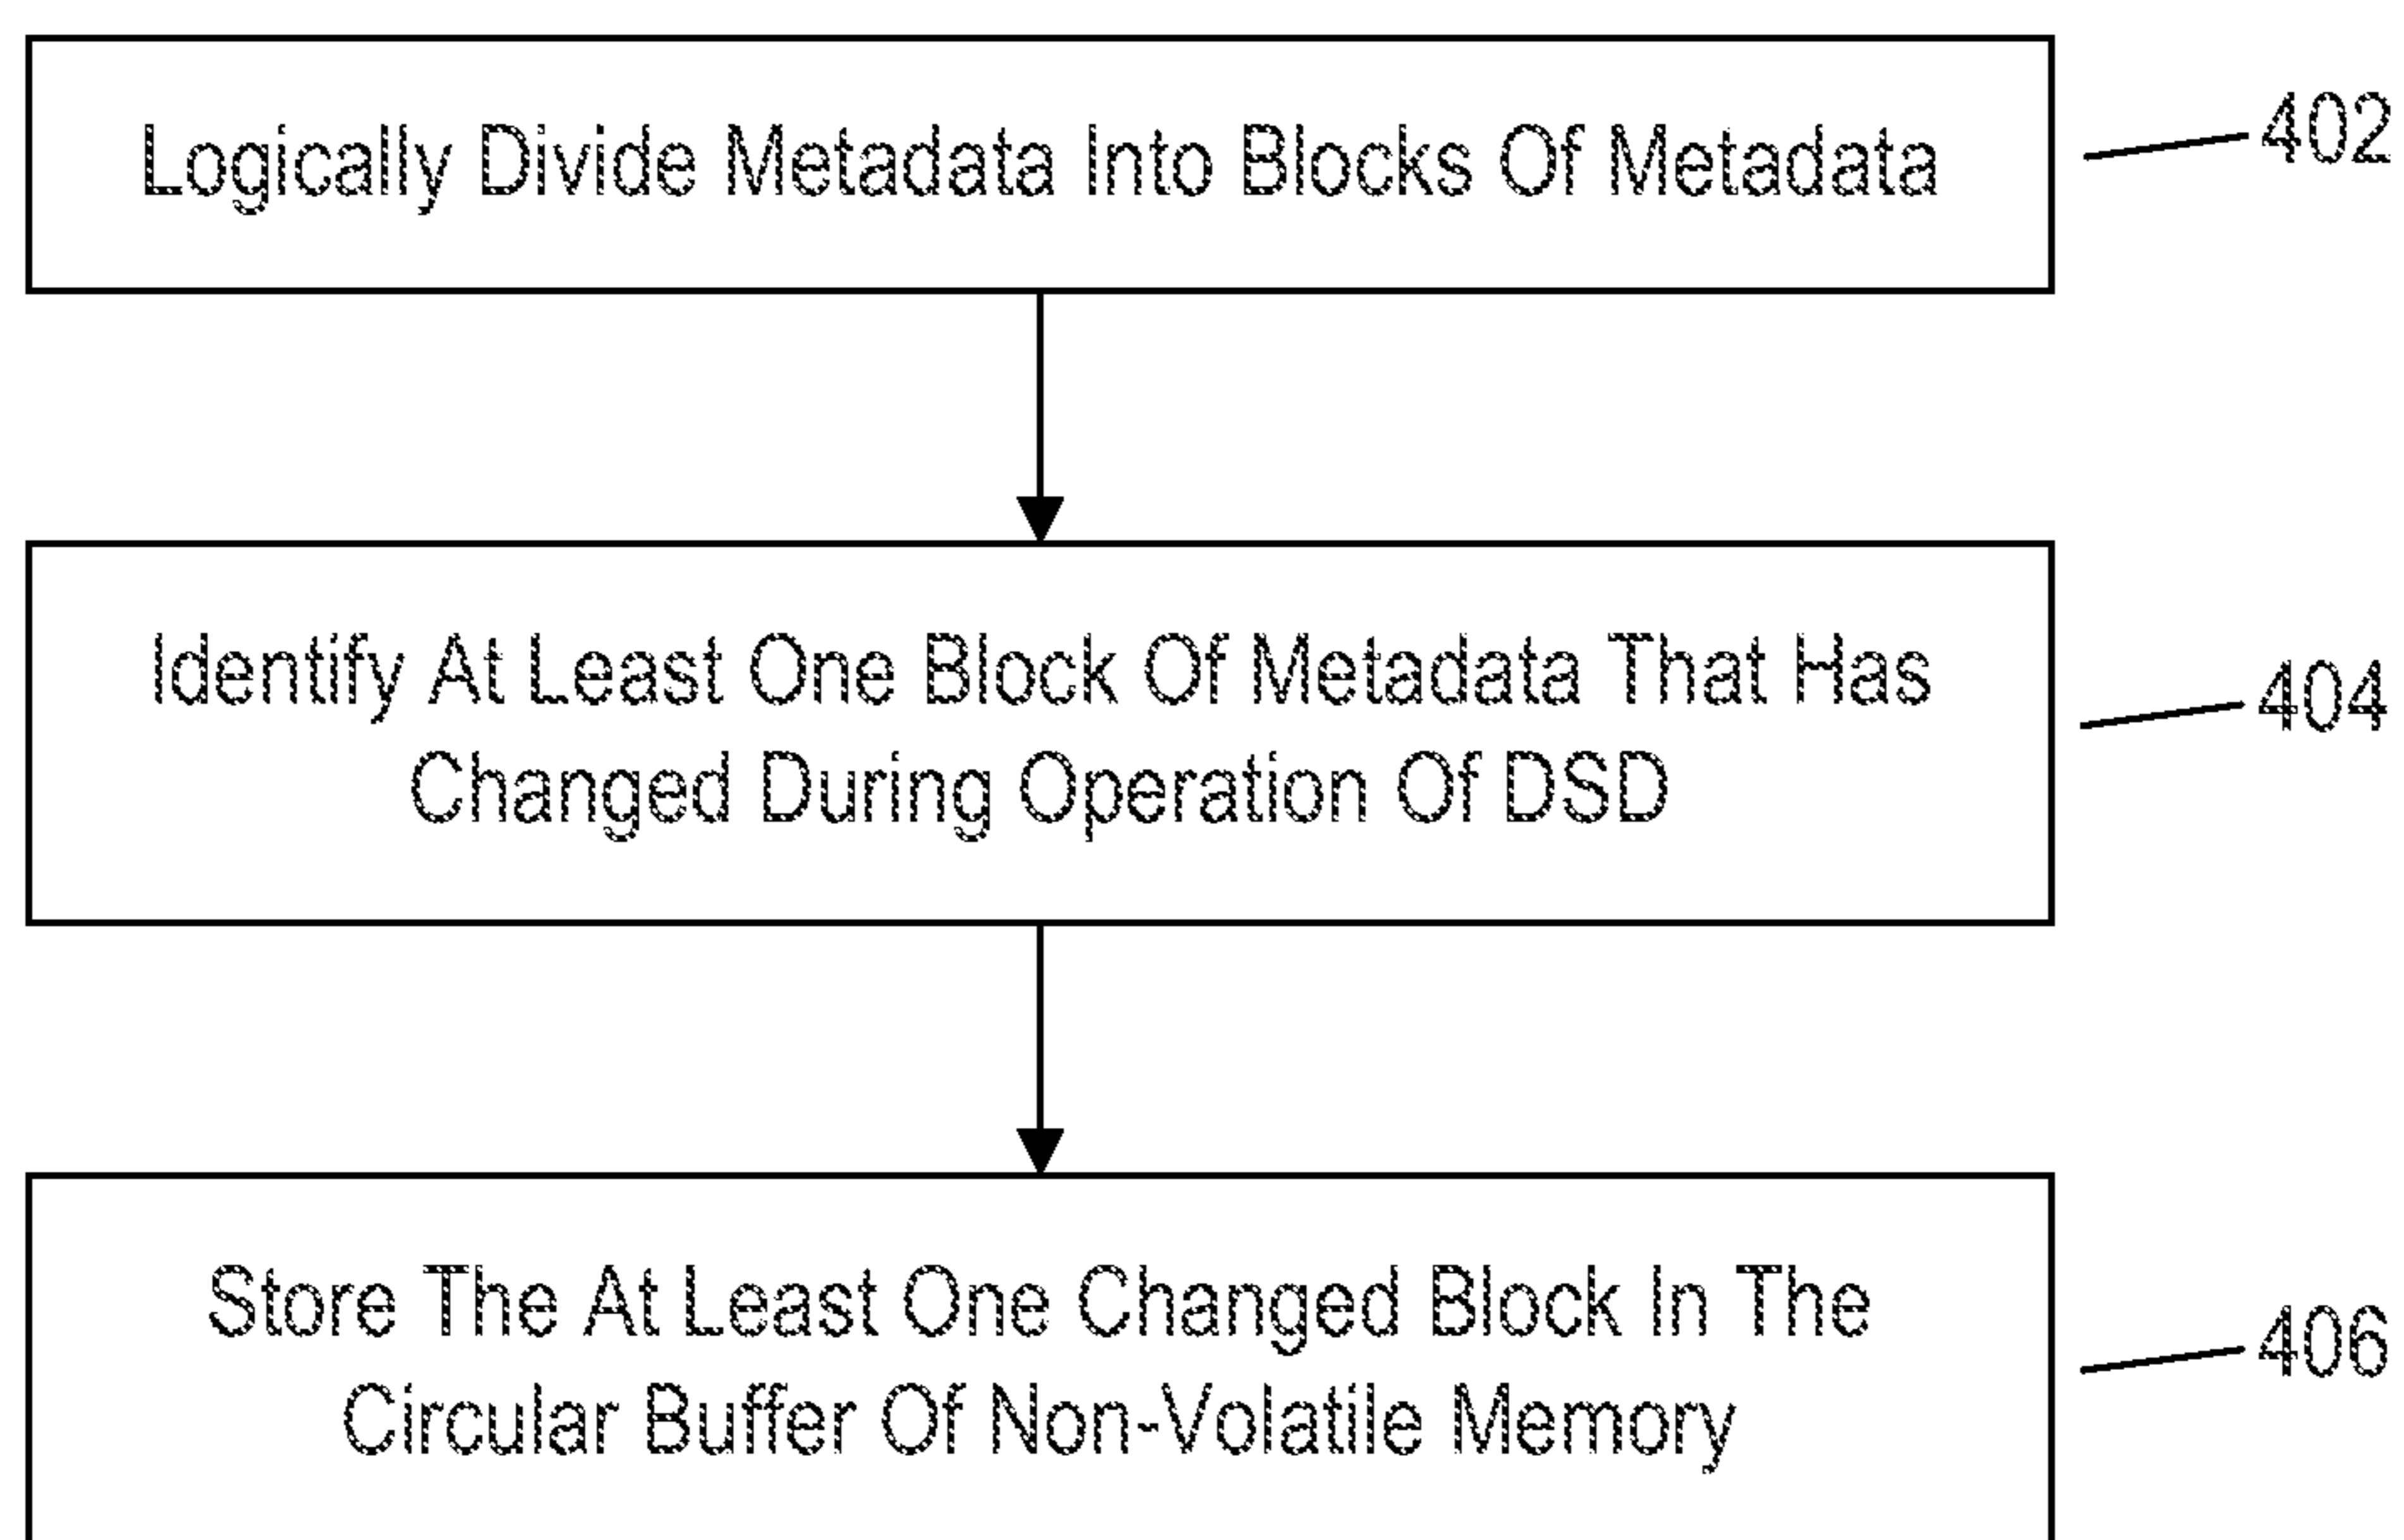 Logically Divide Metadata Into Blocks Of Metadata
402
Identify At Least One Block Of Metadata That Has
Changed During Operation Of DSD
404
Store The At Least One Changed Block In The
Circular Buffer Of Non-Volatile Memory
406